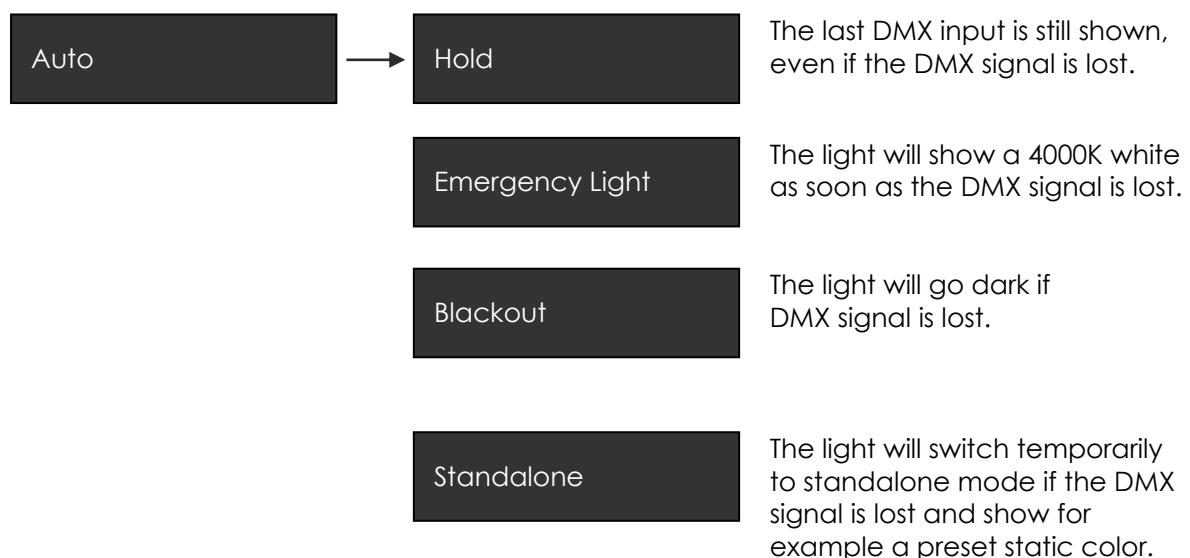 Auto
Hold
The last DMX input is still shown,
even if the DMX signal is lost.
Emergency Light
The light will show a 4000K white
as soon as the DMX signal is lost.
Blackout
The light will go dark if
DMX signal is lost.
Standalone
The light will switch temporarily
to standalone mode if the DMX
signal is lost and show for
example a preset static color.